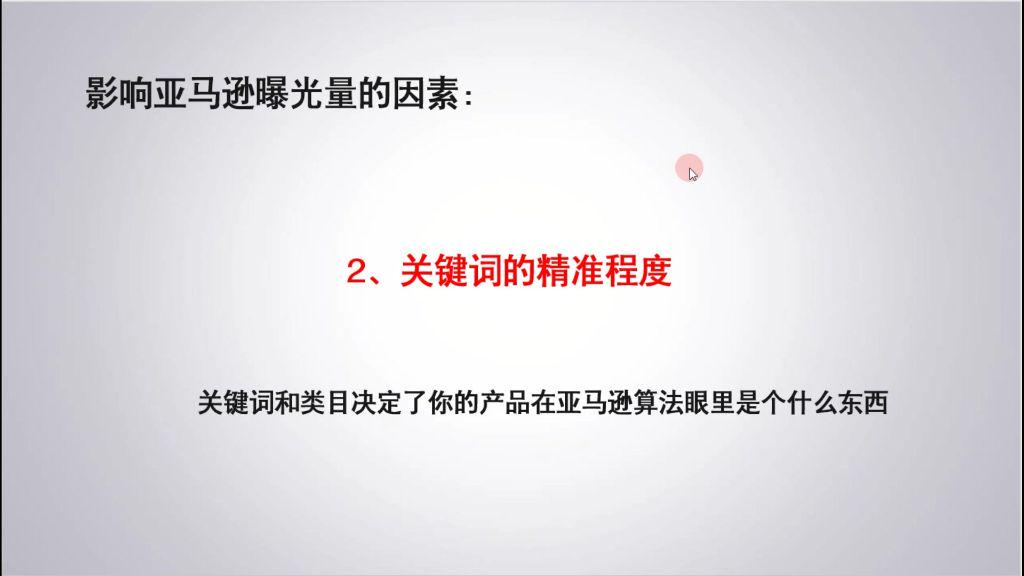 影响亚马逊曝光量的因素:
2、关键词的精准程度
关键词和类目决定了你的产品在亚马逊算法眼里是个什么东西